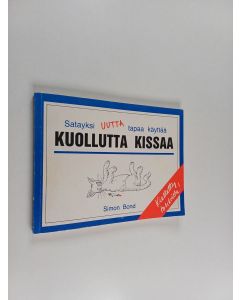 Satayksi UUTTA tapaa käyttää
KUOLLUTTA KISSAA
Simon Bond